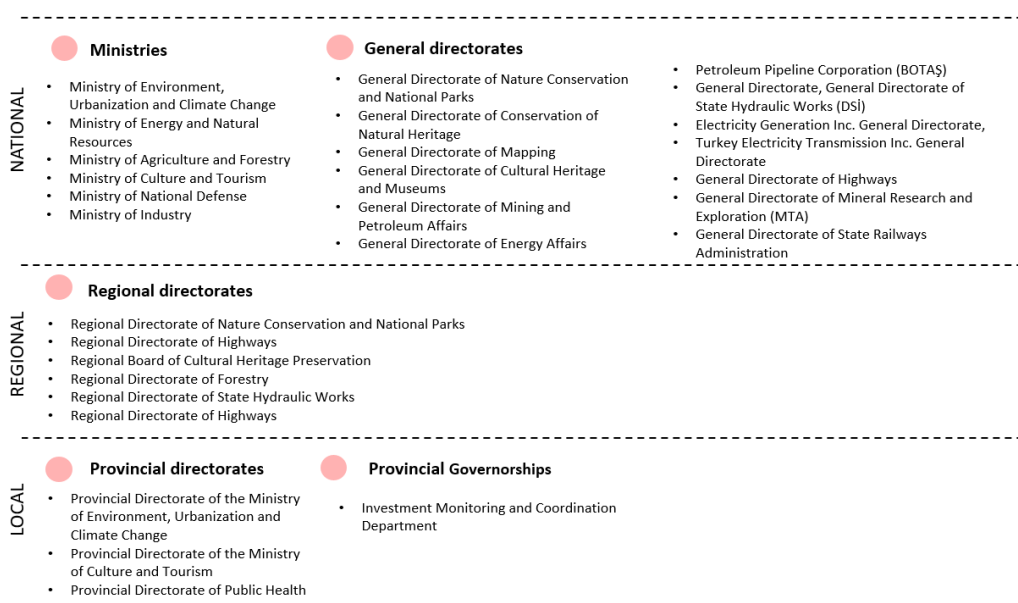 NATIONAL
Ministries
• Ministry of Environment,
Urbanization and Climate Change
• Ministry of Energy and Natural
Resources
• Ministry of Agriculture and Forestry
• Ministry of Culture and Tourism
• Ministry of National Defense
• Ministry of Industry
General directorates
• General Directorate of Nature Conservation
and National Parks
• General Directorate of Conservation of
Natural Heritage
• General Directorate of Mapping
• General Directorate of Cultural Heritage
and Museums
• General Directorate of Mining and
Petroleum Affairs
• General Directorate of Energy Affairs
• Petroleum Pipeline Corporation (BOTAŞ)
• General Directorate, General Directorate of
State Hydraulic Works (DSİ)
• Electricity Generation Inc. General Directorate,
• Turkey Electricity Transmission Inc. General
Directorate
• General Directorate of Highways
• General Directorate of Mineral Research and
Exploration (MTA)
• General Directorate of State Railways
Administration
REGIONAL
Regional directorates
• Regional Directorate of Nature Conservation and National Parks
• Regional Directorate of Highways
• Regional Board of Cultural Heritage Preservation
• Regional Directorate of Forestry
• Regional Directorate of State Hydraulic Works
• Regional Directorate of Highways
LOCAL
Provincial directorates
• Provincial Directorate of the Ministry
of Environment, Urbanization and
Climate Change
• Provincial Directorate of the Ministry
of Culture and Tourism
• Provincial Directorate of Public Health
Provincial Governorships
• Investment Monitoring and Coordination
Department